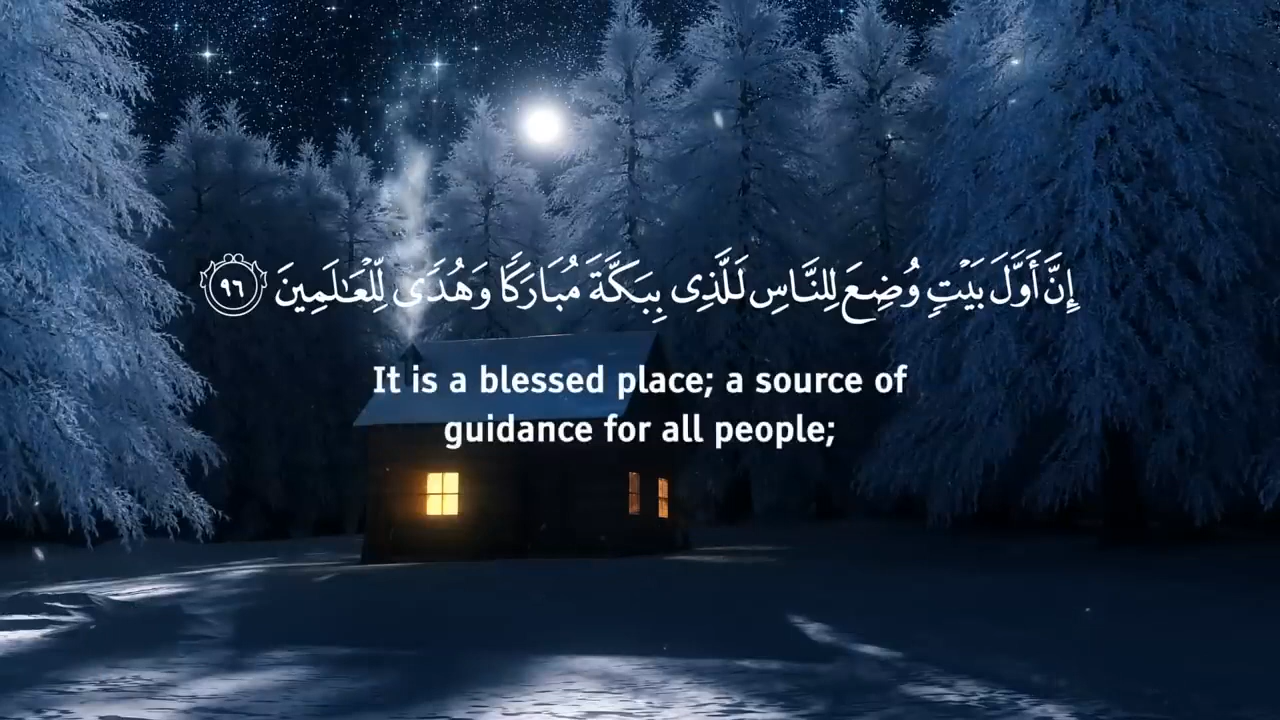 إِنَّ أَوَّلَ بَيْتٍ وُضِعَ لِلنَّاسِ لَلَّذِى بِبَكَّةَ مُبَارَكًا وَهُدًى لِّلْعَـٰلَمِينَ ٩٦
It is a blessed place; a source of
guidance for all people;